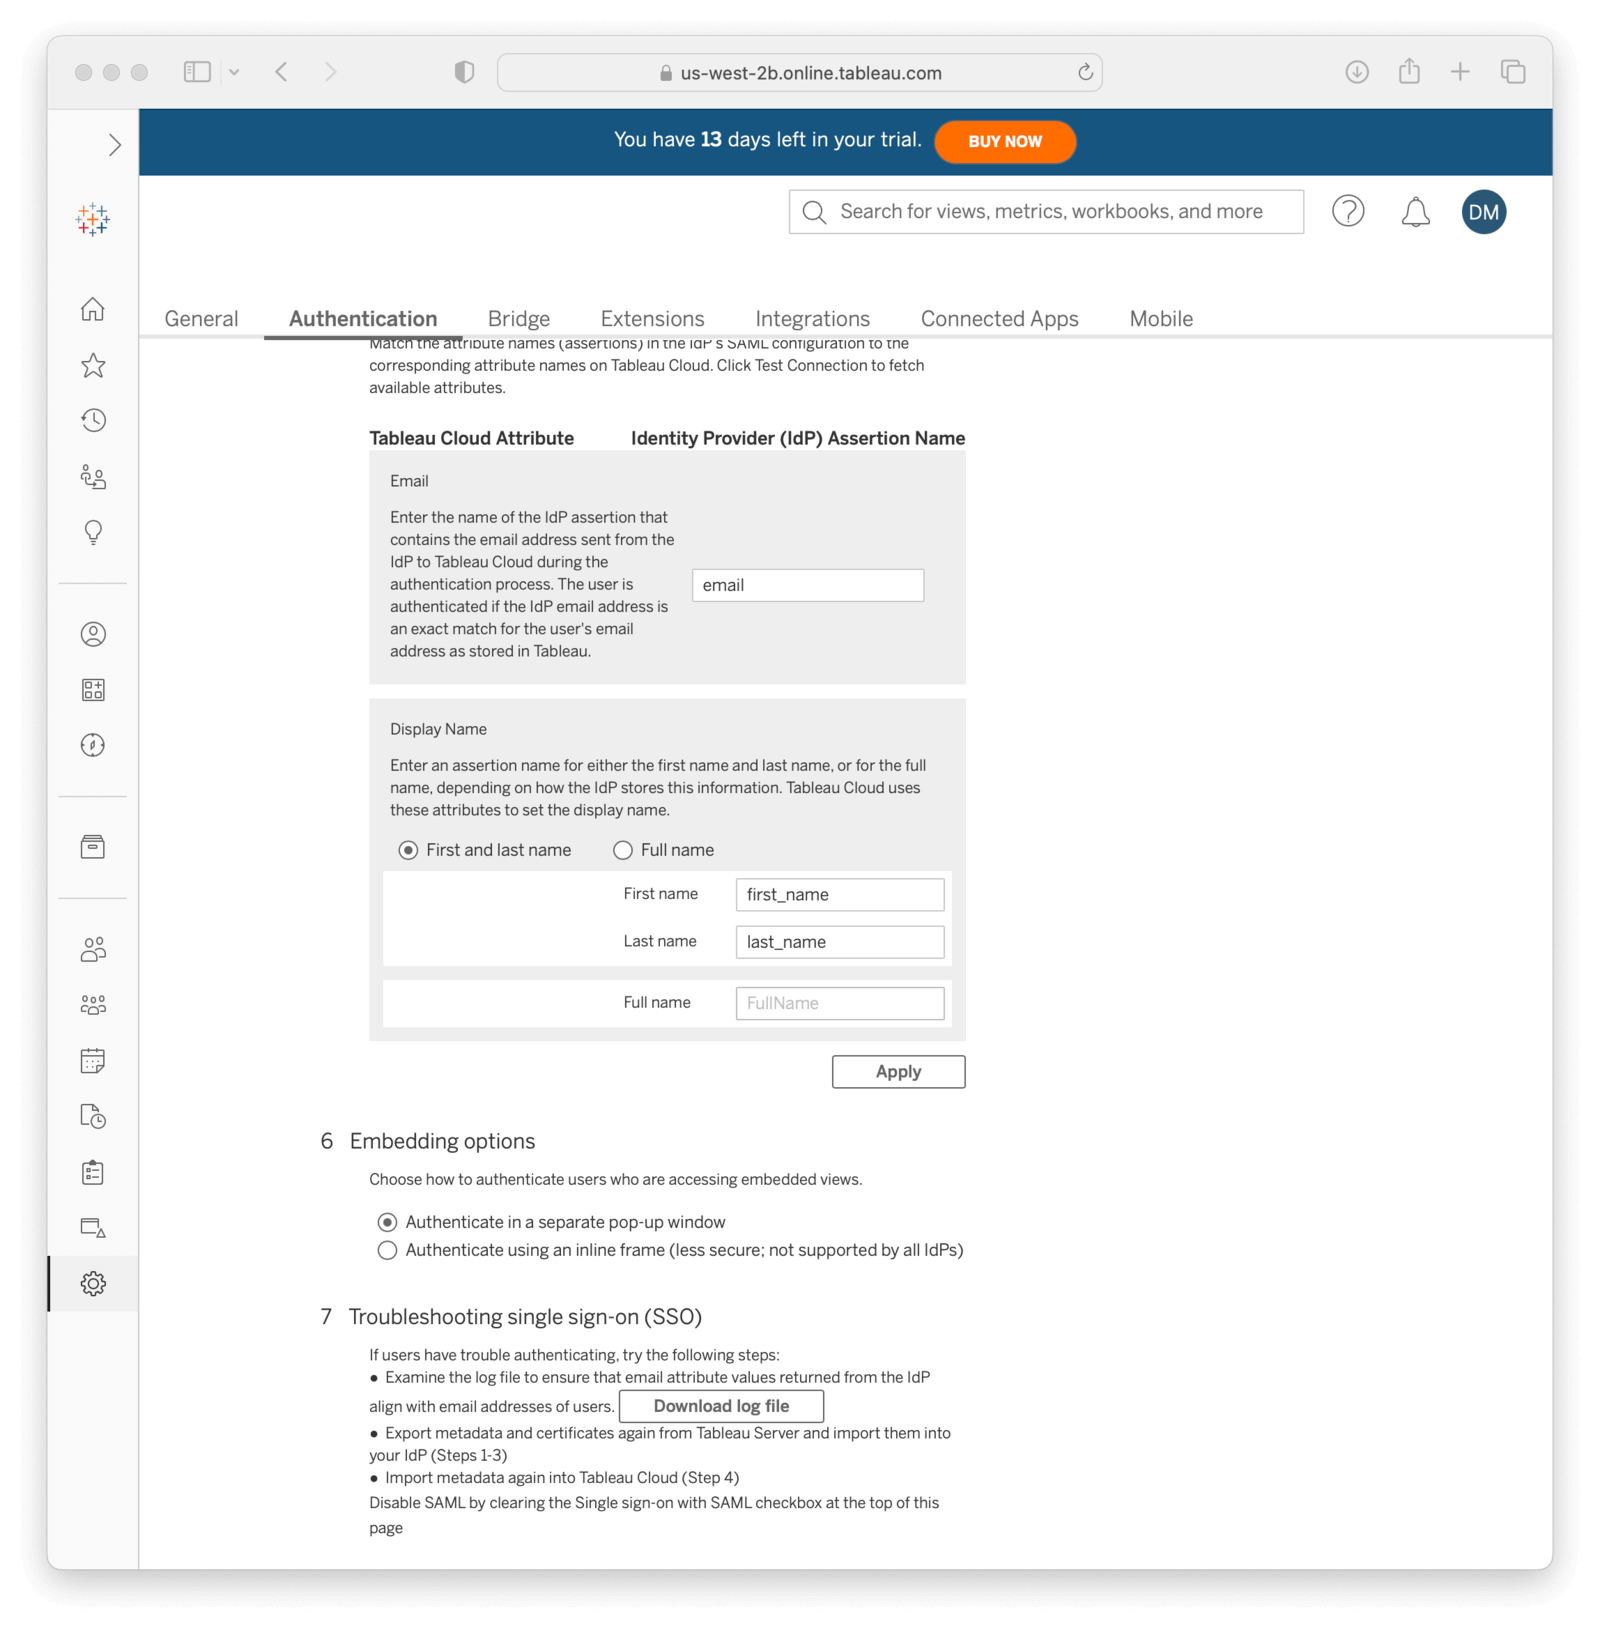 us-west-2b.online.tableau.com
You have 13 days left in your trial. BUY NOW
Search for views, metrics, workbooks, and more
DM
General Authentication Bridge Extensions Integrations Connected Apps Mobile
Match the attribute names (assertions) in the IdP's SAML configuration to the
corresponding attribute names on Tableau Cloud. Click Test Connection to fetch
available attributes.
Tableau Cloud Attribute Identity Provider (IdP) Assertion Name
Email
Enter the name of the IdP assertion that
contains the email address sent from the
IdP to Tableau Cloud during the
authentication process. The user is
authenticated if the IdP email address is
an exact match for the user's email
address as stored in Tableau.
email
Display Name
Enter an assertion name for either the first name and last name, or for the full
name, depending on how the IdP stores this information. Tableau Cloud uses
these attributes to set the display name.
First and last name Full name
First name first_name
Last name last_name
Full name FullName
Apply
6 Embedding options
Choose how to authenticate users who are accessing embedded views.
Authenticate in a separate pop-up window
Authenticate using an inline frame (less secure; not supported by all IdPs)
7 Troubleshooting single sign-on (SSO)
If users have trouble authenticating, try the following steps:
● Examine the log file to ensure that email attribute values returned from the IdP
align with email addresses of users. Download log file
● Export metadata and certificates again from Tableau Server and import them into
your IdP (Steps 1-3)
● Import metadata again into Tableau Cloud (Step 4)
Disable SAML by clearing the Single sign-on with SAML checkbox at the top of this
page